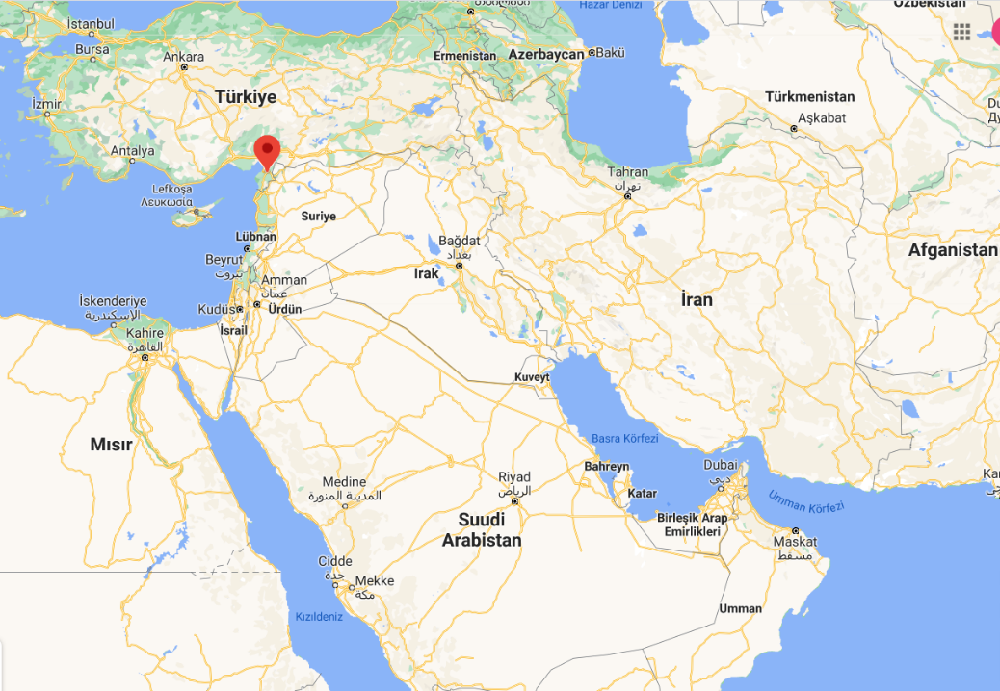 Hazar Denizi
Özbekistan
İstanbul
Bursa
Ankara
Ermenistan
Azerbaycan
Bakü
Türkiye
Türkmenistan
İzmir
Aşkabat
Antalya
Tahran
تهران
Lefkoşa
Λευκωσία
Suriye
Lübnan
Bağdat
بغداد
Afganistan
Beyrut
بيروت
Irak
Amman
عمان
İran
İskenderiye
الإسكندرية
Kudüs
Ürdün
İsrail
Kahire
القاهرة
Kuveyt
Mısır
Basra Körfezi
Bahreyn
Dubai
دبي
Medine
المدينة المنورة
Riyad
الرياض
Katar
Umman Körfezi
Suudi
Arabistan
Birleşik Arap
Emirlikleri
Maskat
مسقط
Cidde
جدة
Mekke
مكة
Umman
Kızıldeniz